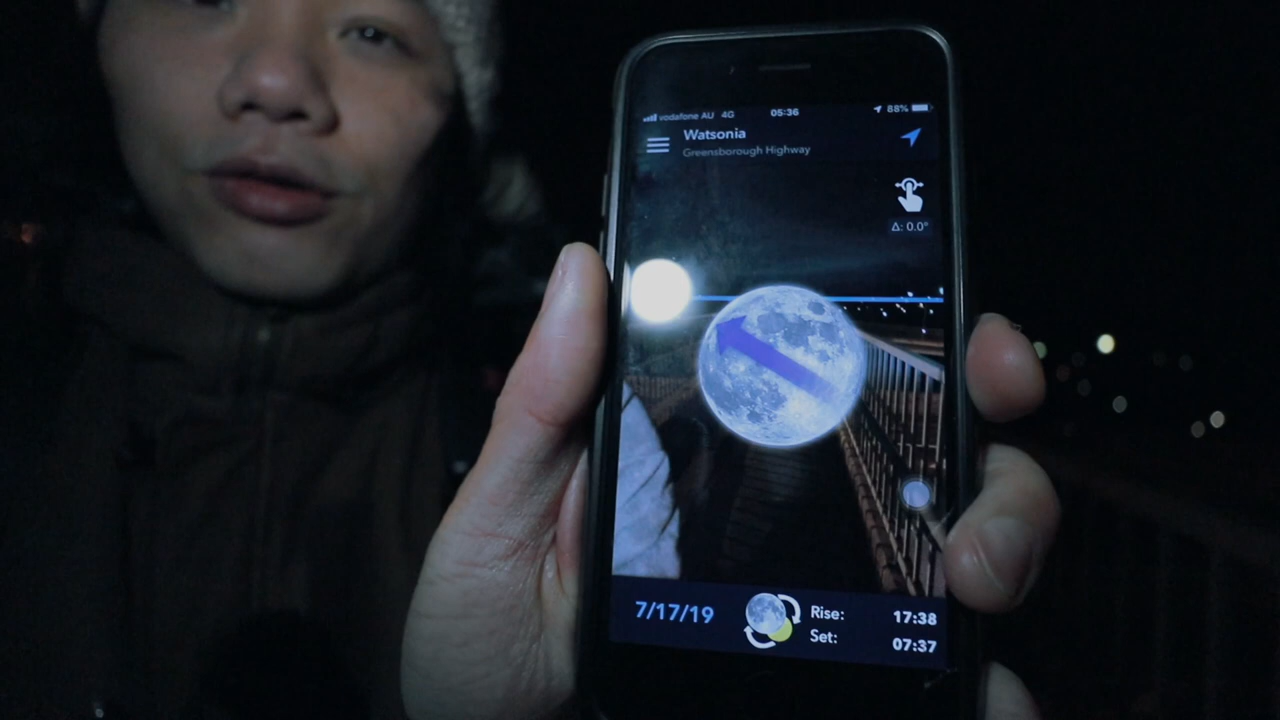 vodafone AU 4G 05:36 88%
Watsonia
Greensborough Highway
Δ: 0.0°
7/17/19
Rise: 17:38
Set: 07:37